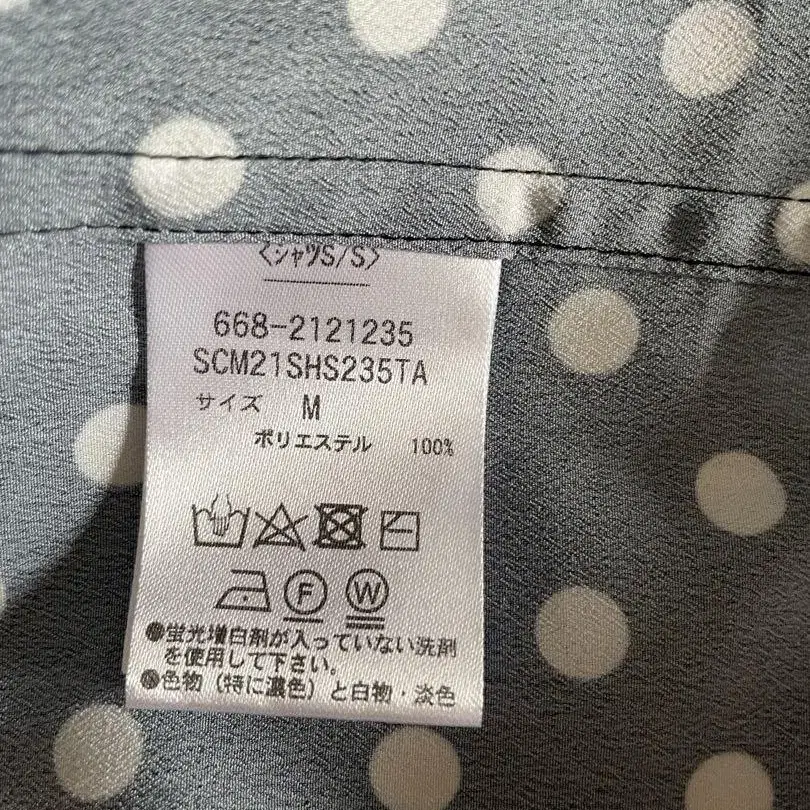 〈シャツS/S〉
668-2121235
SCM21SHS235TA
サイズ M
ポリエステル 100%
F W
●蛍光増白剤が入っていない洗剤
を使用して下さい。
●色物(特に濃色)と白物・淡色